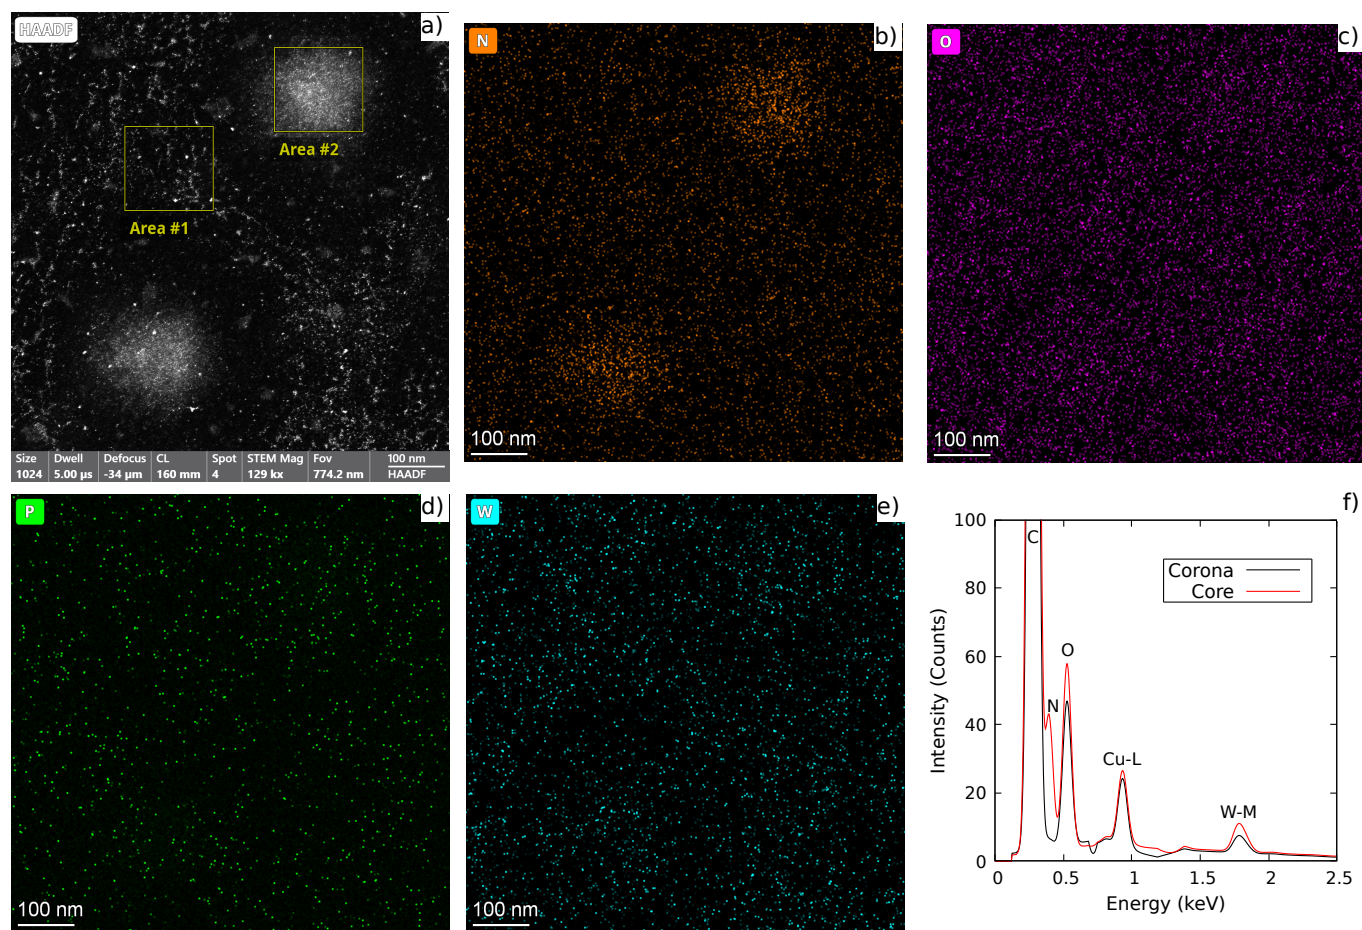 HAADF
a)
Area #2
Area #1
Size Dwell Defocus CL Spot STEM Mag Fov 100 nm
1024 5.00 µs -34 µm 160 mm 4 129 kx 774.2 nm HAADF
N
b)
100 nm
O
c)
100 nm
P
d)
100 nm
W
e)
100 nm
f)
100
80
60
40
20
0
Intensity (Counts)
C
N
O
Cu-L
W-M
Corona
Core
0 0.5 1 1.5 2 2.5
Energy (keV)